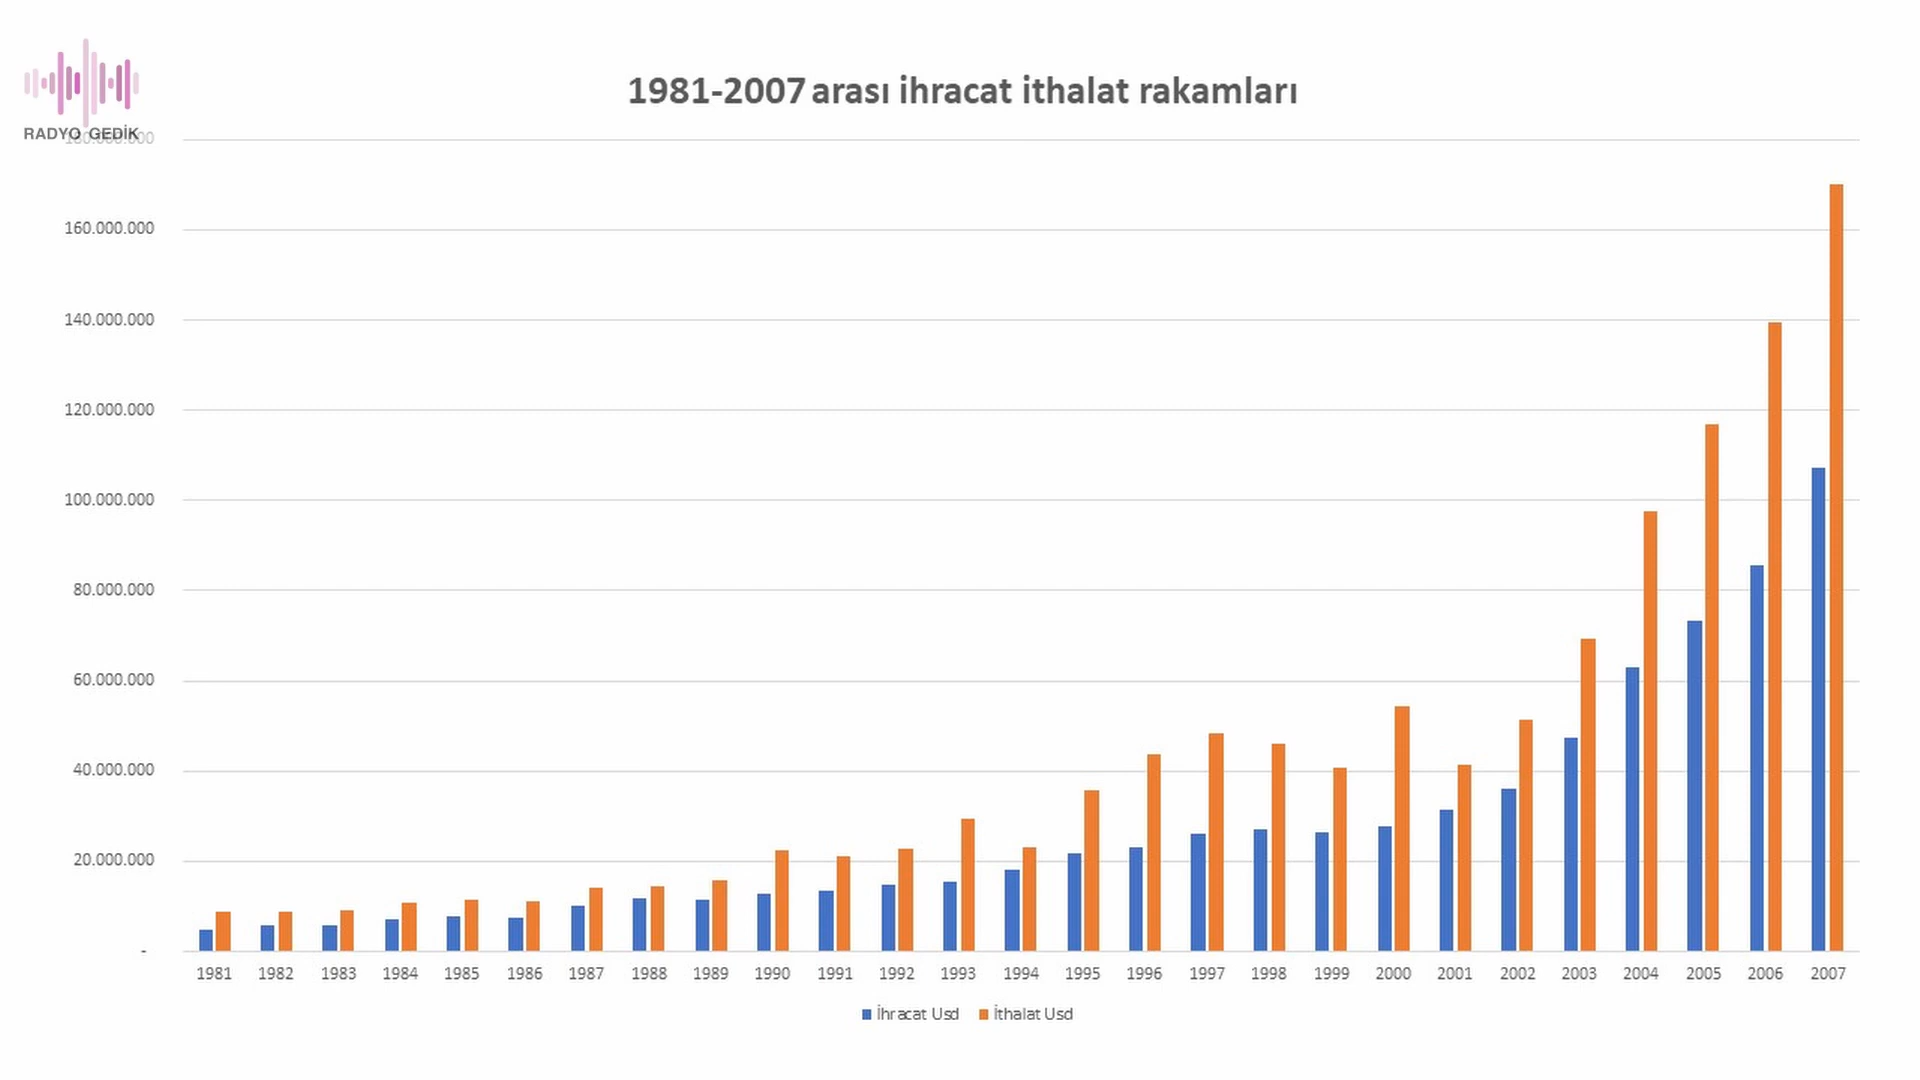 RADYO GEDİK
1981-2007 arası ihracat ithalat rakamları
180.000.000
160.000.000
140.000.000
120.000.000
100.000.000
80.000.000
60.000.000
40.000.000
20.000.000
-
1981 1982 1983 1984 1985 1986 1987 1988 1989 1990 1991 1992 1993 1994 1995 1996 1997 1998 1999 2000 2001 2002 2003 2004 2005 2006 2007
İhracat Usd İthalat Usd